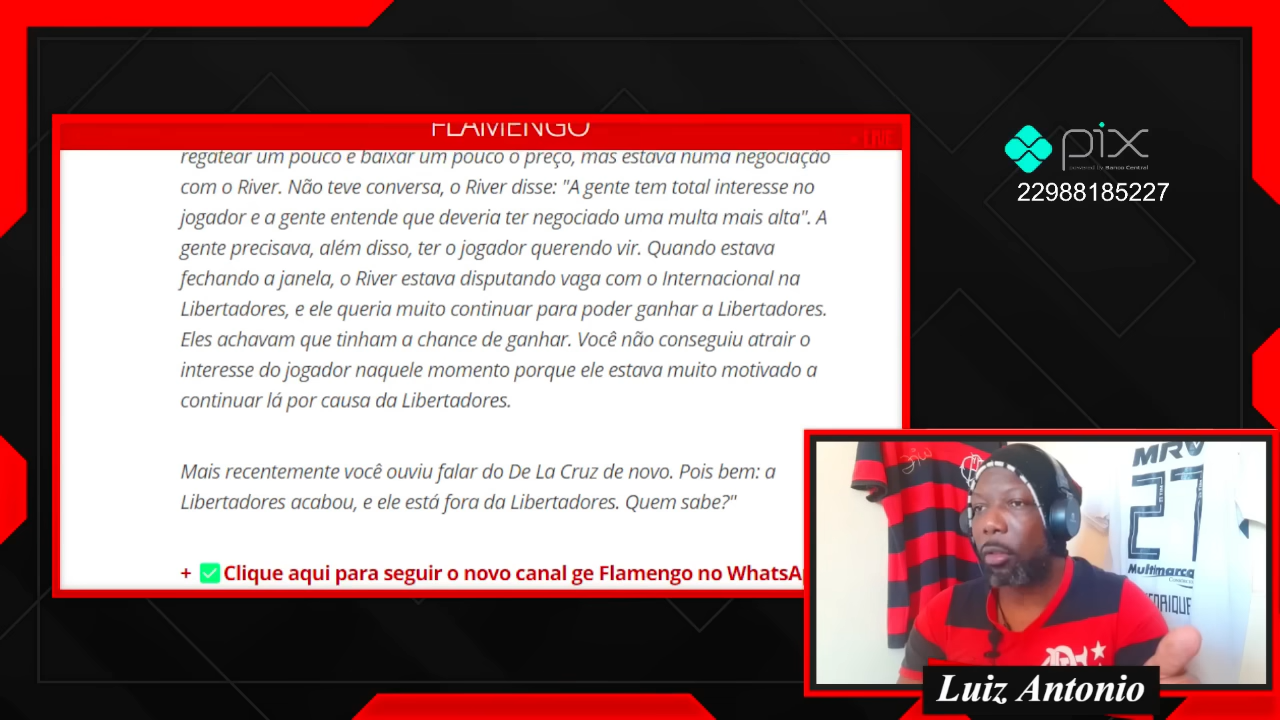 FLAMENGO
regatear um pouco e baixar um pouco o preço, mas estava numa negociação
com o River. Não teve conversa, o River disse: "A gente tem total interesse no
jogador e a gente entende que deveria ter negociado uma multa mais alta". A
gente precisava, além disso, ter o jogador querendo vir. Quando estava
fechando a janela, o River estava disputando vaga com o Internacional na
Libertadores, e ele queria muito continuar para poder ganhar a Libertadores.
Eles achavam que tinham a chance de ganhar. Você não conseguiu atrair o
interesse do jogador naquele momento porque ele estava muito motivado a
continuar lá por causa da Libertadores.
Mais recentemente você ouviu falar do De La Cruz de novo. Pois bem: a
Libertadores acabou, e ele está fora da Libertadores. Quem sabe?"
+ ✅ Clique aqui para seguir o novo canal ge Flamengo no WhatsA
pix
powered by Banco Central
22988185227
MRV
27
Multimarcas
Luiz Antonio